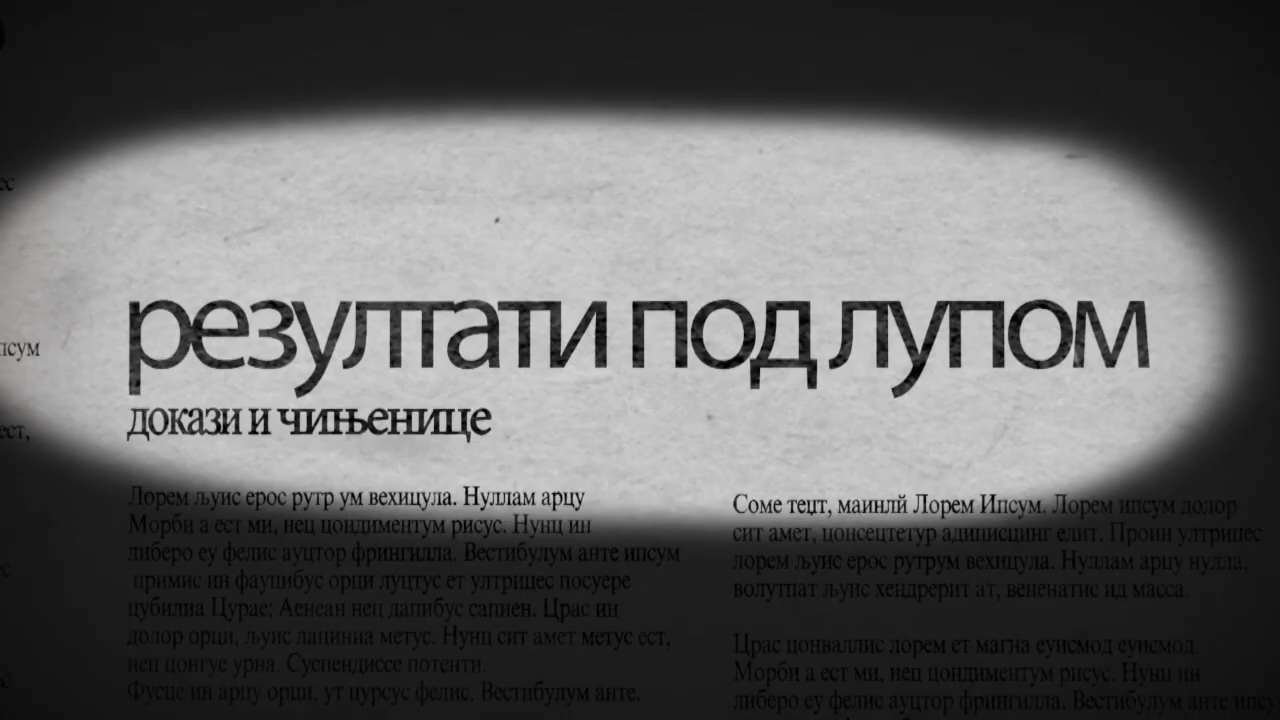 ес
псум
ест,
ес
резултати под лупом
докази и чињенице
Лорем љуис ерос рутр ум вехицула. Нуллам арцу
Морби а ест ми, нец цондиментум рисус. Нунц ин
либеро еу фелис ауцтор фрингилла. Вестибулум анте ипсум
примис ин фауцибус орци луцтус ет ултрицес посуере
цубилиа Цурае: Аенеан нец дапибус сапиен. Црас ин
долор орци, љуис лациниа метус. Нунц сит амет метус ест,
нец цонгуе урна. Суспендиссе потенти.
Фусце ин арцу орци, ут цурсус фелис. Вестибулум анте.
Соме теџт, маинлй Лорем Ипсум. Лорем ипсум долор
сит амет, цонсецтетур адиписцинг елит. Проин ултрицес
лорем љуис ерос рутрум вехицула. Нуллам арцу нулла,
волутпат љуис хендрерит ат, вененатис ид масса.
Црас цонваллис лорем ет магна еуисмод еуисмод.
Морби а ест ми, нец цондиментум рисус. Нунц ин
либеро еу фелис ауцтор фрингилла. Вестибулум анте ипсу